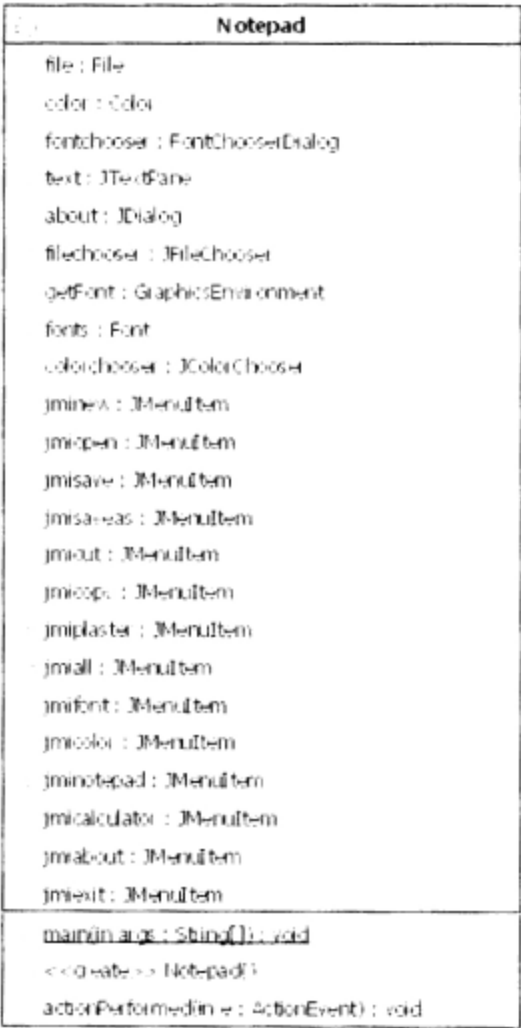 Notepad
file : File
color : Color
fontchooser : FontChooserDialog
text : JTextPane
about : JDialog
filechooser : JFileChooser
getFont : GraphicsEnvironment
fonts : Font
colorchooser : JColorChooser
jminew : JMenuItem
jmiopen : JMenuItem
jmisave : JMenuItem
jmisaveas : JMenuItem
jmicut : JMenuItem
jmicopy : JMenuItem
jmiplaster : JMenuItem
jmiall : JMenuItem
jmifont : JMenuItem
jmicolor : JMenuItem
jminotepad : JMenuItem
jmicalculator : JMenuItem
jmiabout : JMenuItem
jmiexit : JMenuItem
main(in args : String[]) : void
<<create>> Notepad()
actionPerformed(in e : ActionEvent) : void